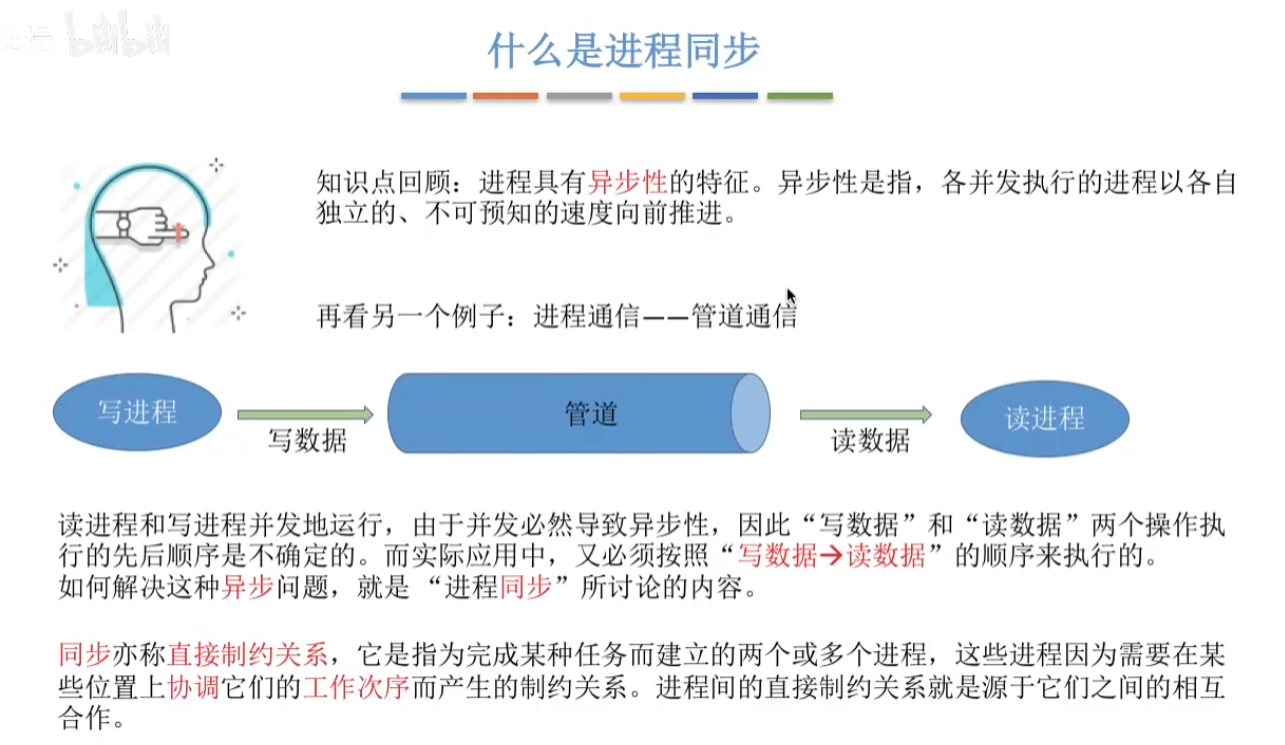 bilibili
什么是进程同步
知识点回顾：进程具有异步性的特征。异步性是指，各并发执行的进程以各自
独立的、不可预知的速度向前推进。
再看另一个例子：进程通信——管道通信
写进程
写数据
管道
读数据
读进程
读进程和写进程并发地运行，由于并发必然导致异步性，因此“写数据”和“读数据”两个操作执
行的先后顺序是不确定的。而实际应用中，又必须按照“写数据→读数据”的顺序来执行的。
如何解决这种异步问题，就是 “进程同步”所讨论的内容。
同步亦称直接制约关系，它是指为完成某种任务而建立的两个或多个进程，这些进程因为需要在某
些位置上协调它们的工作次序而产生的制约关系。进程间的直接制约关系就是源于它们之间的相互
合作。